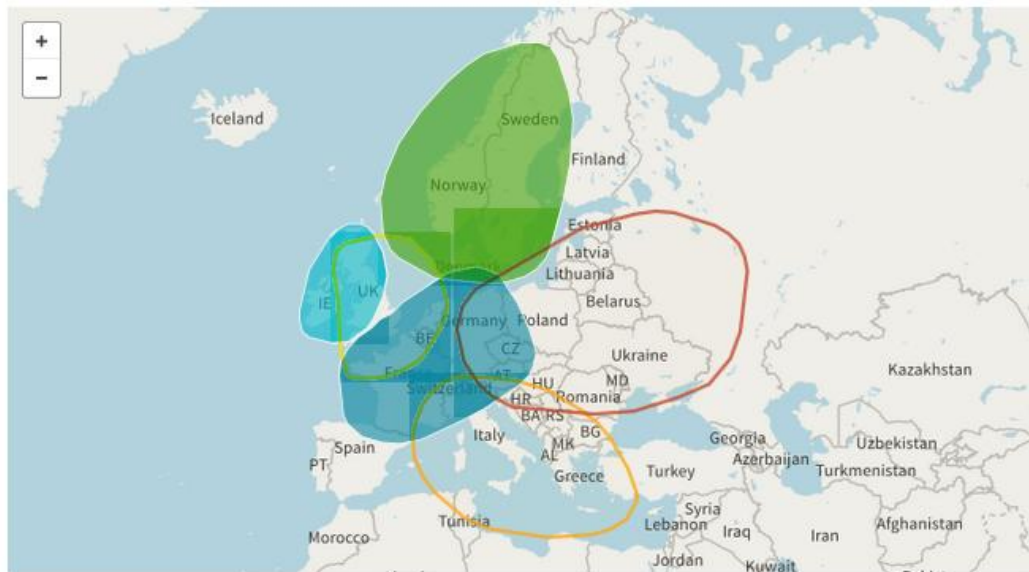 +
−
Iceland
Sweden
Finland
Norway
Estonia
Latvia
Denmark
Lithuania
UK
IE
Belarus
Germany
Poland
BE
CZ
Ukraine
France
AT
Kazakhstan
Switzerland
HU
MD
HR
Romania
BA
RS
Italy
BG
Georgia
Uzbekistan
Spain
MK
AL
Azerbaijan
PT
Greece
Turkey
Turkmenistan
Syria
Tunisia
Lebanon
Iraq
Iran
Afghanistan
Morocco
Jordan
Kuwait